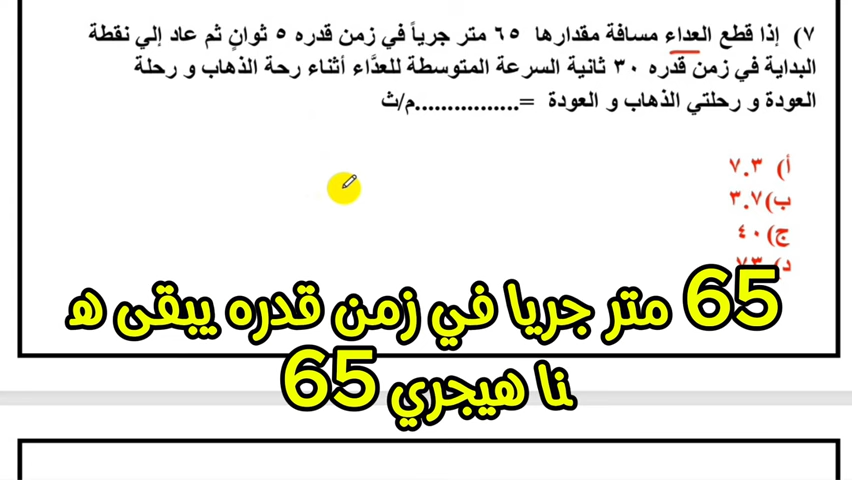 ٧) إذا قطع العداء مسافة مقدارها ٦٥ متر جرياً في زمن قدره ٥ ثوانٍ ثم عاد إلي نقطة
البداية في زمن قدره ٣٠ ثانية السرعة المتوسطة للعدَّاء أثناء رحة الذهاب و رحلة
العودة و رحلتي الذهاب و العودة =................م/ث
أ) ٧.٣
ب)٣.٧
ج)٤٠
د)٧٣
65 متر جريا في زمن قدره يبقى ه
نا هيجري 65